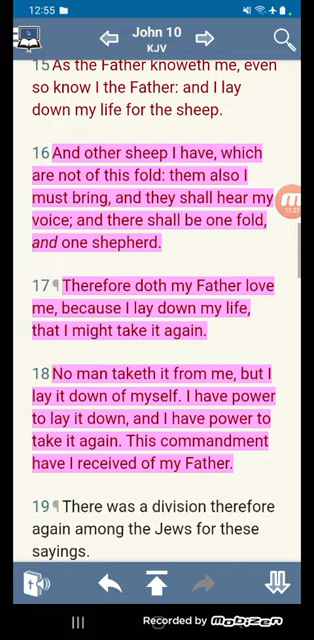 12:55
John 10
KJV
15 As the Father knoweth me, even
so know I the Father: and I lay
down my life for the sheep.
16 And other sheep I have, which
are not of this fold: them also I
must bring, and they shall hear my
voice; and there shall be one fold,
and one shepherd.
17 ¶ Therefore doth my Father love
me, because I lay down my life,
that I might take it again.
18 No man taketh it from me, but I
lay it down of myself. I have power
to lay it down, and I have power to
take it again. This commandment
have I received of my Father.
19 ¶ There was a division therefore
again among the Jews for these
sayings.
Recorded by mobizen